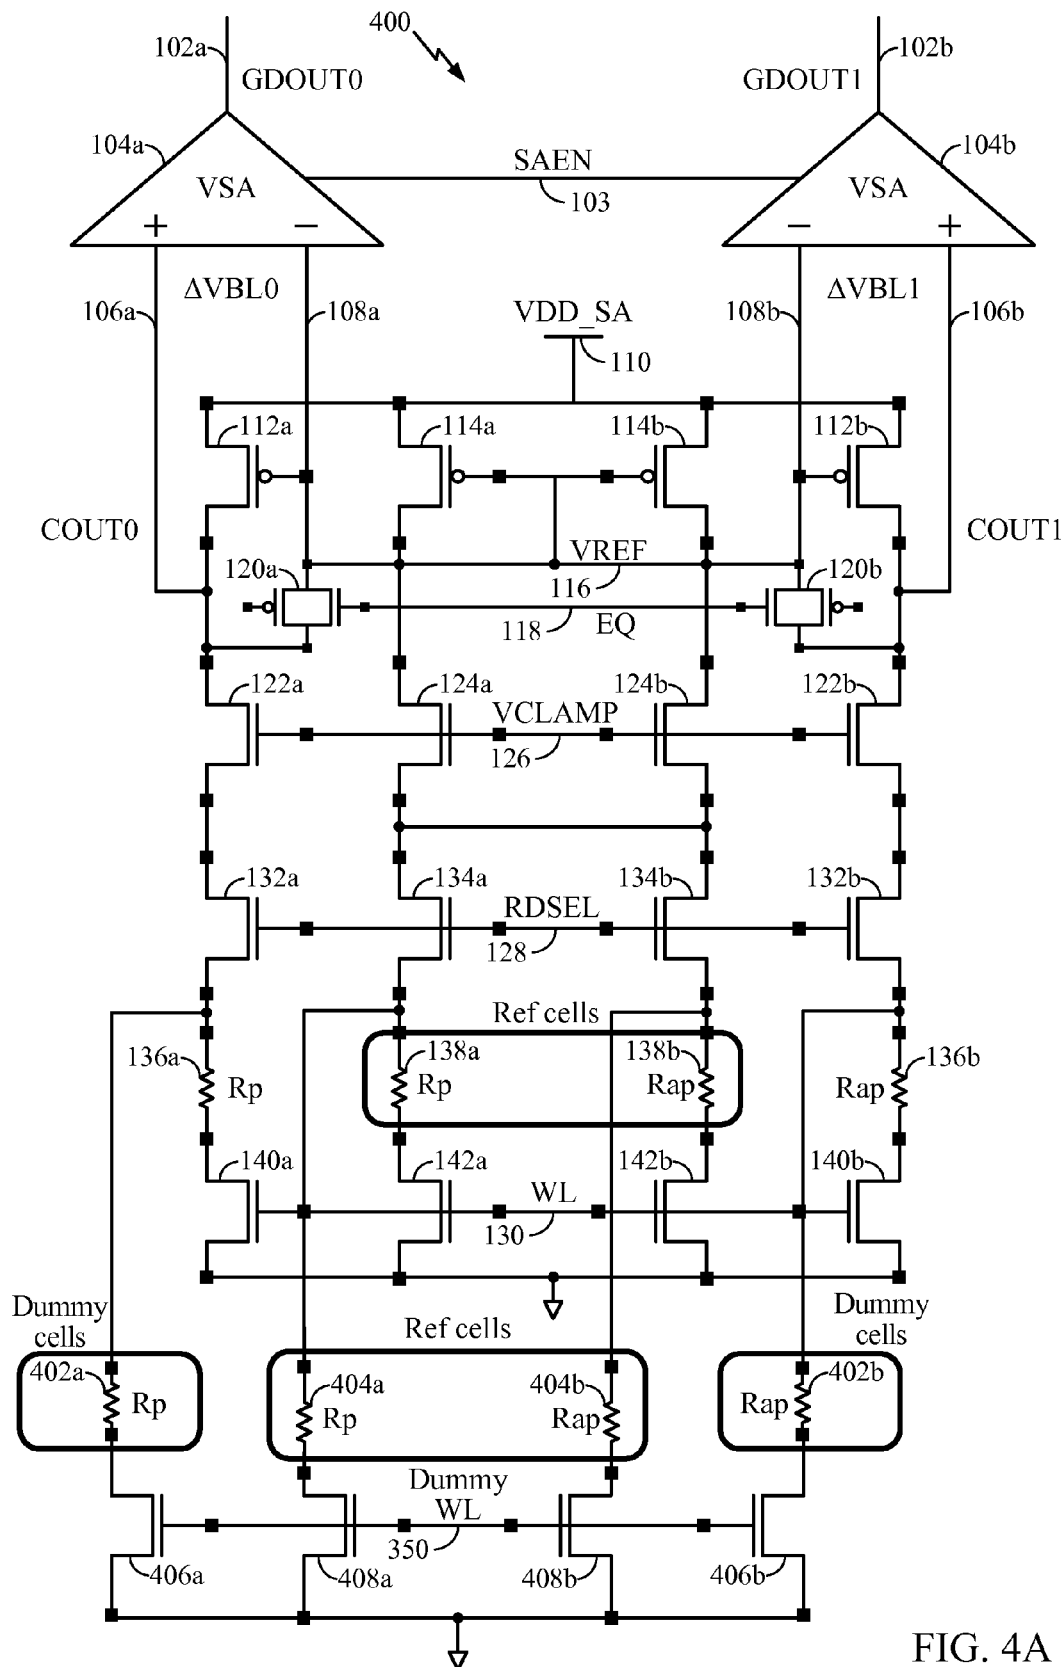 400
102a
GDOUT0
GDOUT1
102b
104a
VSA
SAEN
103
VSA
104b
+
−
−
+
ΔVBL0
ΔVBL1
106a
108a
VDD_SA
110
108b
106b
112a
114a
114b
112b
COUT0
COUT1
VREF
116
120a
120b
118
EQ
122a
124a
124b
122b
VCLAMP
126
132a
134a
134b
132b
RDSEL
128
Ref cells
136a
Rp
138a
Rp
138b
Rap
136b
Rap
140a
142a
142b
140b
WL
130
Dummy
cells
Ref cells
Dummy
cells
402a
Rp
404a
Rp
404b
Rap
402b
Rap
Dummy
WL
350
406a
408a
408b
406b
FIG. 4A